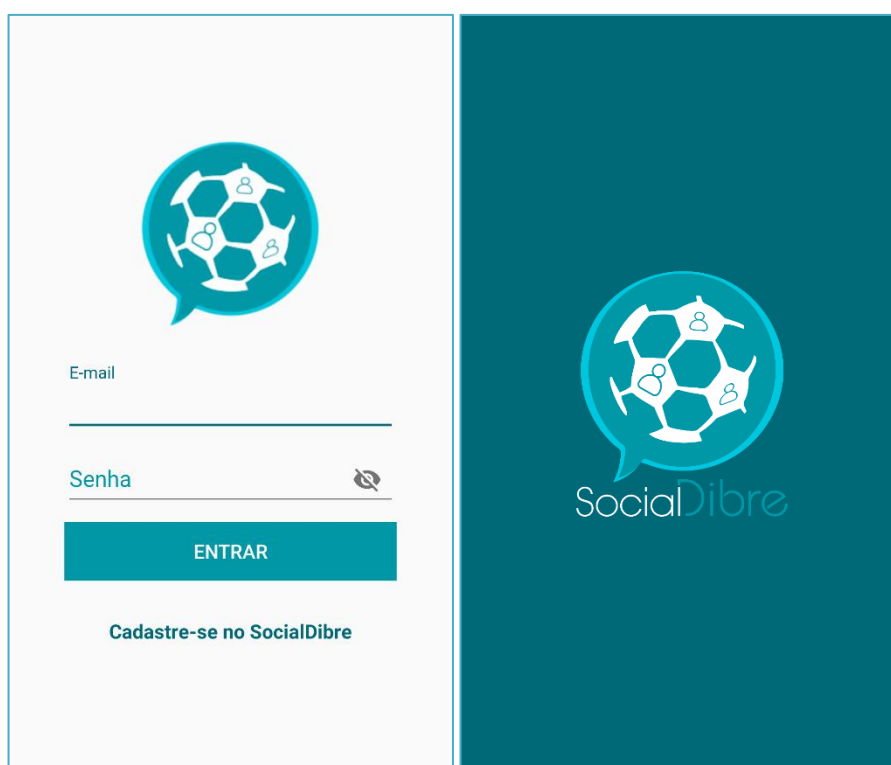 E-mail
Senha
ENTRAR
Cadastre-se no SocialDibre
SocialDibre